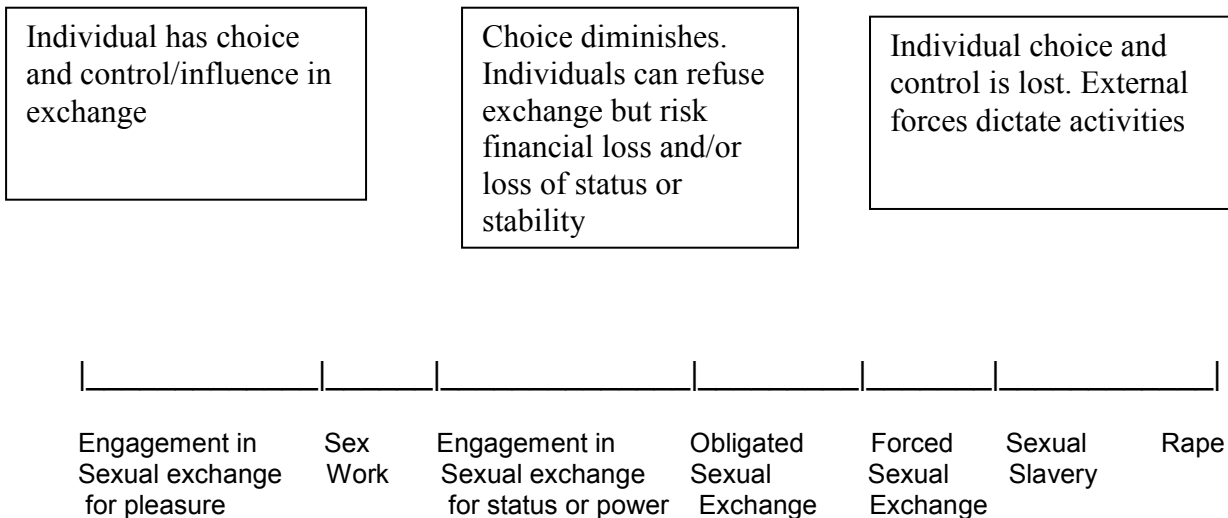 Individual has choice
and control/influence in
exchange
Choice diminishes.
Individuals can refuse
exchange but risk
financial loss and/or
loss of status or
stability
Individual choice and
control is lost. External
forces dictate activities
Engagement in
Sexual exchange
for pleasure
Sex
Work
Engagement in
Sexual exchange
for status or power
Obligated
Sexual
Exchange
Forced
Sexual
Exchange
Sexual
Slavery
Rape